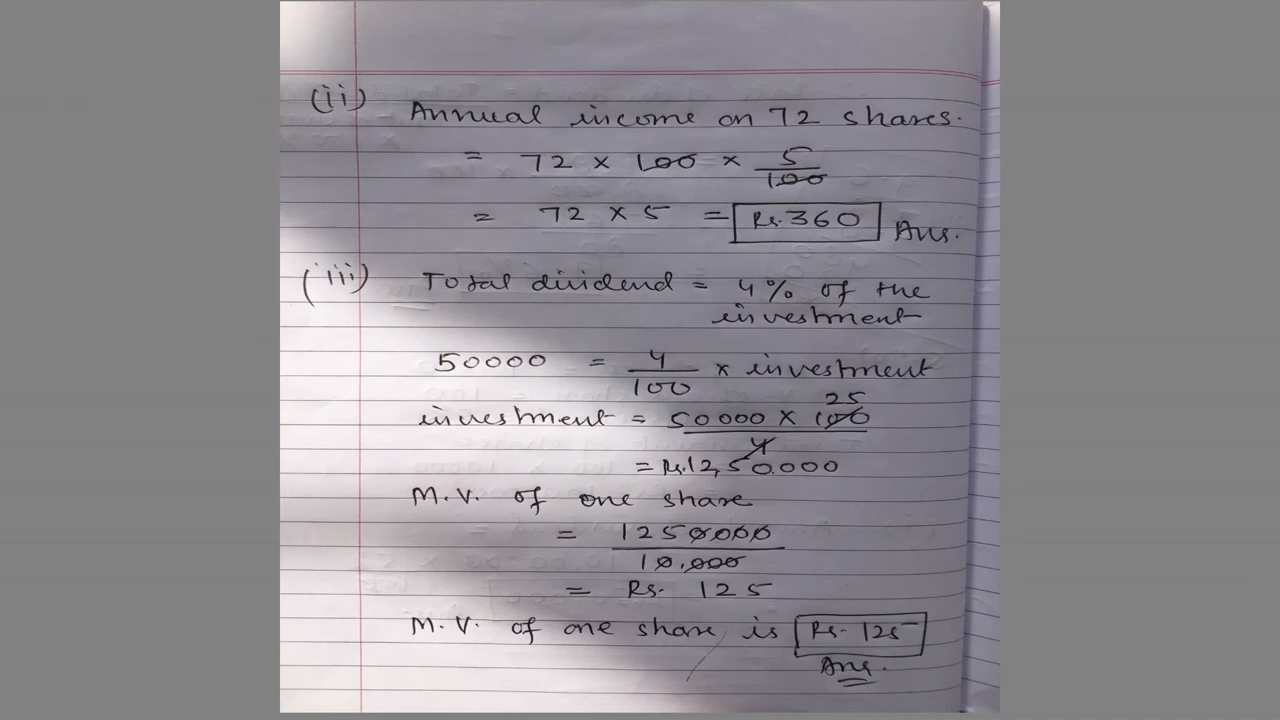 (ii) Annual income on 72 shares.
= 72 × 100 × 5/100
= 72 × 5 = Rs. 360 Ans.
(iii) Total dividend = 4% of the
investment
50000 = 4/100 × investment
25
investment = 50000 × 100/4
= Rs. 12,50,000
M.V. of one share
= 1250000/10,000
= Rs. 125
M.V. of one share is Rs. 125
Ans.